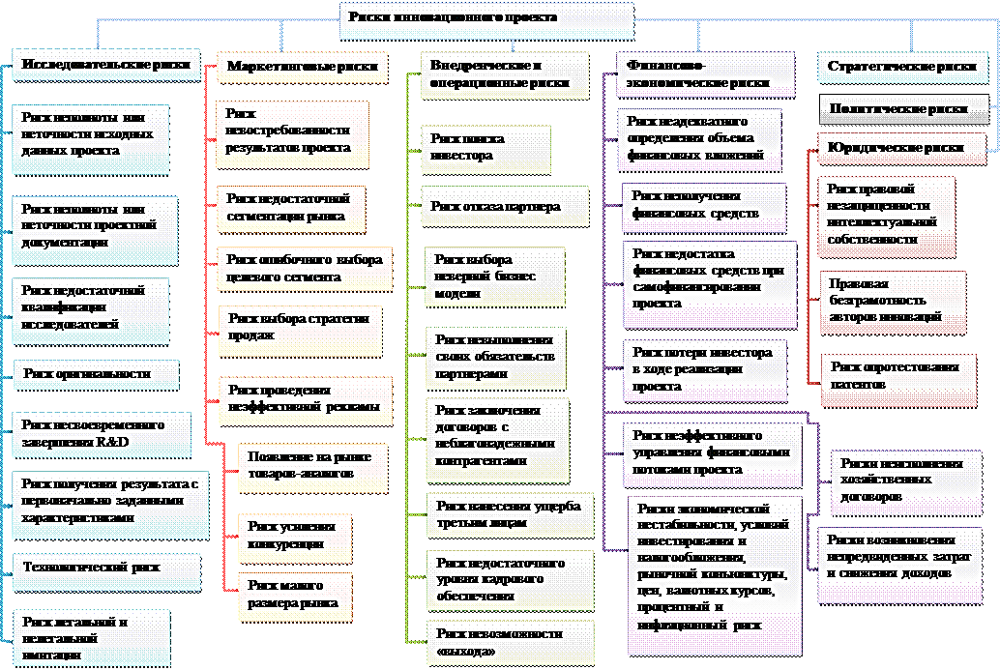 Риски инновационного проекта
Исследовательские риски
Риск неполноты или
неточности исходных
данных проекта
Риск неполноты или
неточности проектной
документации
Риск недостаточной
квалификации
исследователей
Риск оригинальности
Риск несвоевременного
завершения R&D
Риск получения результата с
первоначально заданными
характеристиками
Технологический риск
Риск легальной и
нелегальной
имитации
Маркетинговые риски
Риск
невостребованности
результатов проекта
Риск недостаточной
сегментации рынка
Риск ошибочного выбора
целевого сегмента
Риск выбора стратегии
продаж
Риск проведения
неэффективной рекламы
Появление на рынке
товаров-аналогов
Риск усиления
конкуренции
Риск малого
размера рынка
Внедренческие и
операционные риски
Риск поиска
инвестора
Риск отказа партнера
Риск выбора
неверной бизнес
модели
Риск невыполнения
своих обязательств
партнерами
Риск заключения
договоров с
неблагонадежными
контрагентами
Риск нанесения ущерба
третьим лицам
Риск недостаточного
уровня кадрового
обеспечения
Риск невозможности
«выхода»
Финансово-
экономические риски
Риск неадекватного
определения объема
финансовых вложений
Риск неполучения
финансовых средств
Риск недостатка
финансовых средств при
самофинансировании
проекта
Риск потери инвестора
в ходе реализации
проекта
Риск неэффективного
управления финансовыми
потоками проекта
Риски экономической
нестабильности, условий
инвестирования и
налогообложения,
рыночной конъюнктуры,
цен, валютных курсов,
процентный и
инфляционный риск
Риски неисполнения
хозяйственных
договоров
Риски возникновения
непредвиденных затрат
и снижения доходов
Стратегические риски
Политические риски
Юридические риски
Риск правовой
незащищенности
интеллектуальной
собственности
Правовая
безграмотность
авторов инноваций
Риск опротестования
патентов